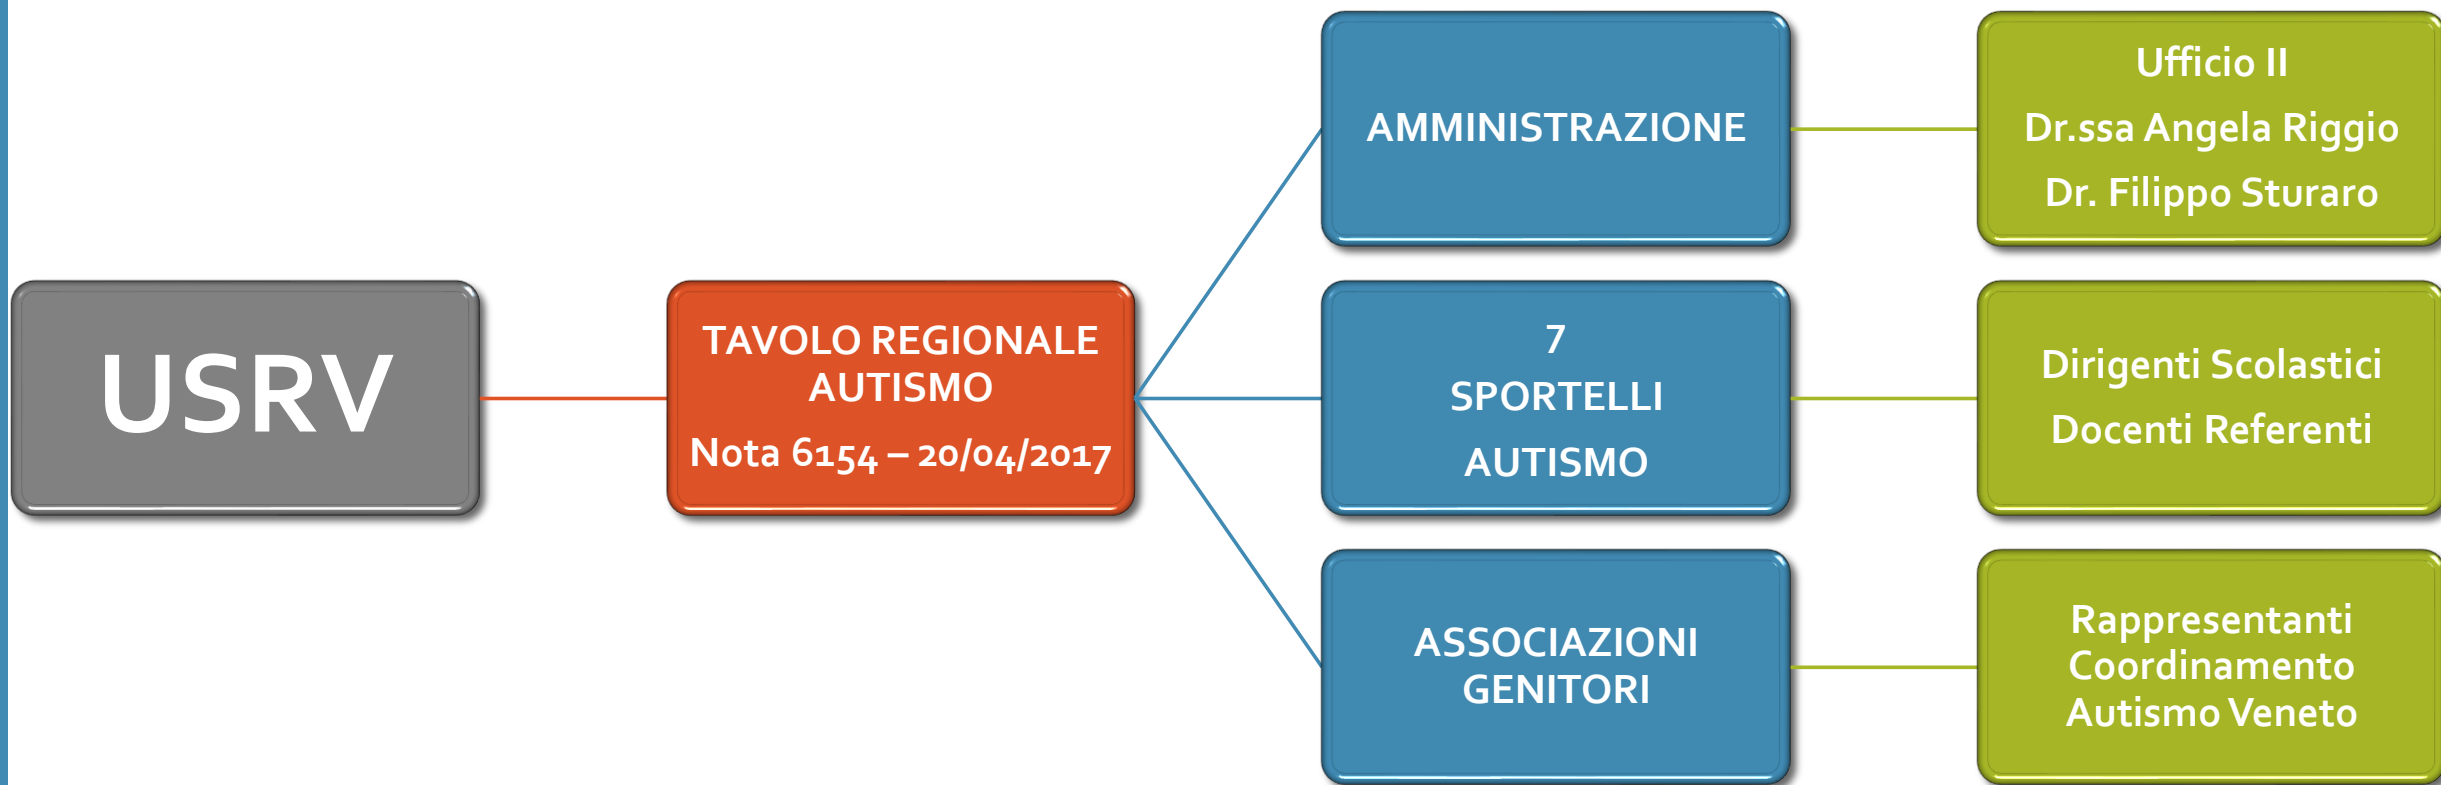 USRV
TAVOLO REGIONALE
AUTISMO
Nota 6154 – 20/04/2017
AMMINISTRAZIONE
Ufficio II
Dr.ssa Angela Riggio
Dr. Filippo Sturaro
7
SPORTELLI
AUTISMO
Dirigenti Scolastici
Docenti Referenti
ASSOCIAZIONI
GENITORI
Rappresentanti
Coordinamento
Autismo Veneto